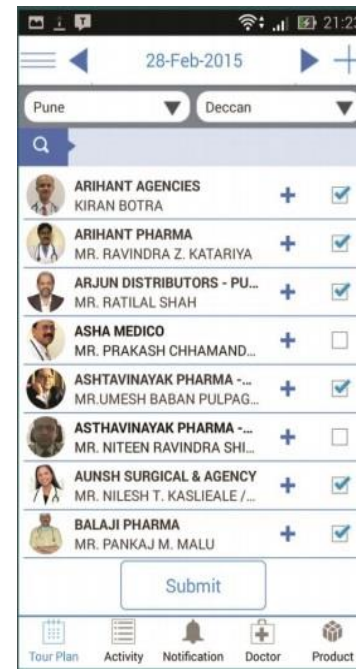 T
21:23
28-Feb-2015
Pune
Deccan
ARIHANT AGENCIES
KIRAN BOTRA
ARIHANT PHARMA
MR. RAVINDRA Z. KATARIYA
ARJUN DISTRIBUTORS - PU...
MR. RATILAL SHAH
ASHA MEDICO
MR. PRAKASH CHHAMAND...
ASHTAVINAYAK PHARMA -...
MR.UMESH BABAN PULPAG...
ASTHAVINAYAK PHARMA -...
MR. NITEEN RAVINDRA SHI...
AUNSH SURGICAL & AGENCY
MR. NILESH T. KASLIEALE /...
BALAJI PHARMA
MR. PANKAJ M. MALU
Submit
Tour Plan Activity Notification Doctor Product